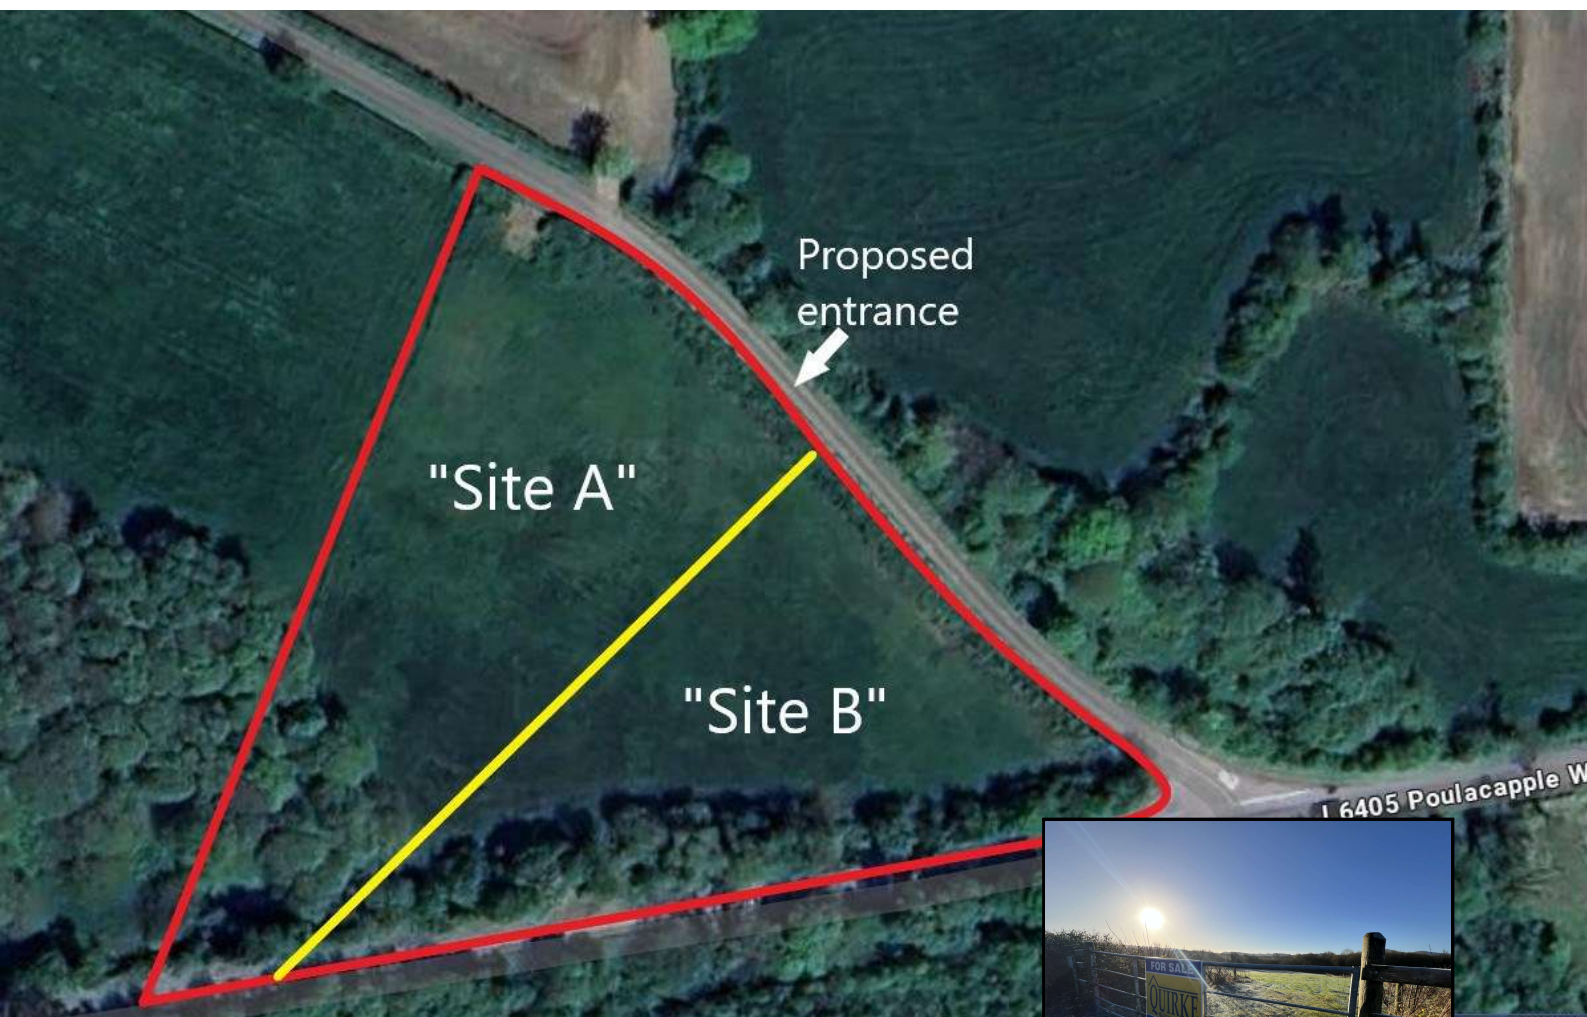 Proposed
entrance
"Site A"
"Site B"
L6405 Poulacapple W
FOR SALE
QUIRKE